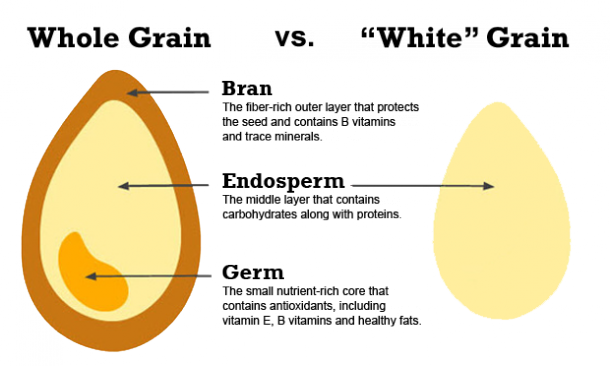 Whole Grain vs. “White” Grain
Bran
The fiber-rich outer layer that protects
the seed and contains B vitamins
and trace minerals.
Endosperm
The middle layer that contains
carbohydrates along with proteins.
Germ
The small nutrient-rich core that
contains antioxidants, including
vitamin E, B vitamins and healthy fats.